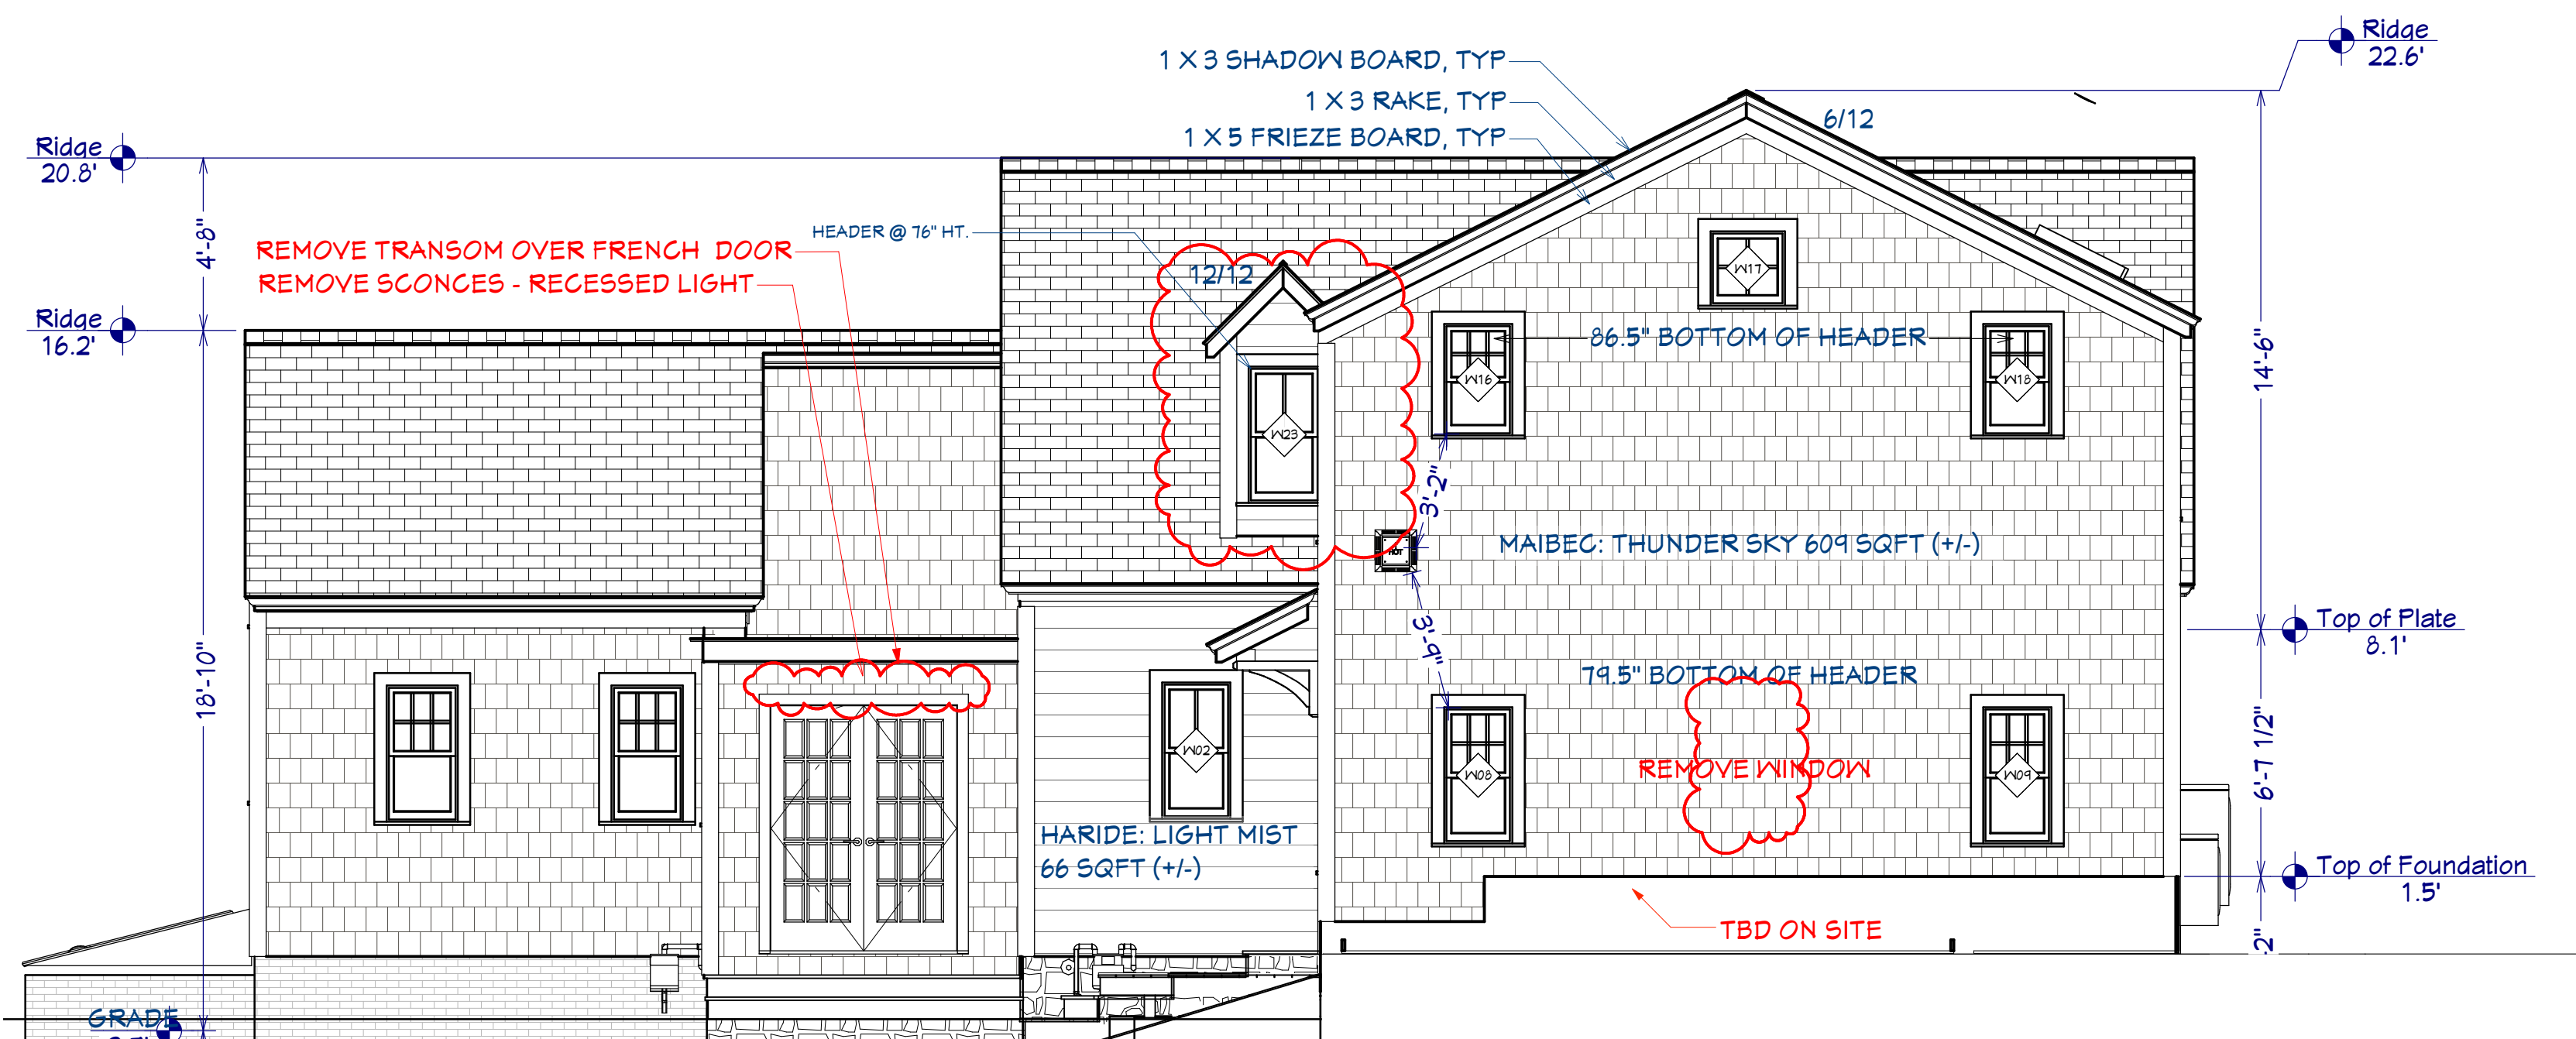 Ridge
22.6'
1 X 3 SHADOW BOARD, TYP
1 X 3 RAKE, TYP
1 X 5 FRIEZE BOARD, TYP
6/12
Ridge
20.8'
4'-8"
HEADER @ 76" HT.
REMOVE TRANSOM OVER FRENCH DOOR
REMOVE SCONCES - RECESSED LIGHT
12/12
W17
Ridge
16.2'
86.5" BOTTOM OF HEADER
14'-6"
W16
W18
W23
3'-2"
HOT
MAIBEC: THUNDER SKY 609 SQFT (+/-)
Top of Plate
8.1'
3'-9"
18'-10"
79.5" BOTTOM OF HEADER
W02
REMOVE WINDOW
W08
W09
6'-7 1/2"
HARIDE: LIGHT MIST
66 SQFT (+/-)
Top of Foundation
1.5'
TBD ON SITE
-2"
GRADE